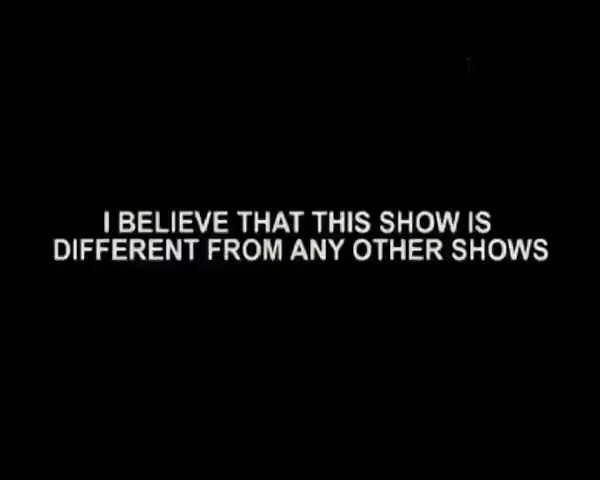 I BELIEVE THAT THIS SHOW IS
DIFFERENT FROM ANY OTHER SHOWS